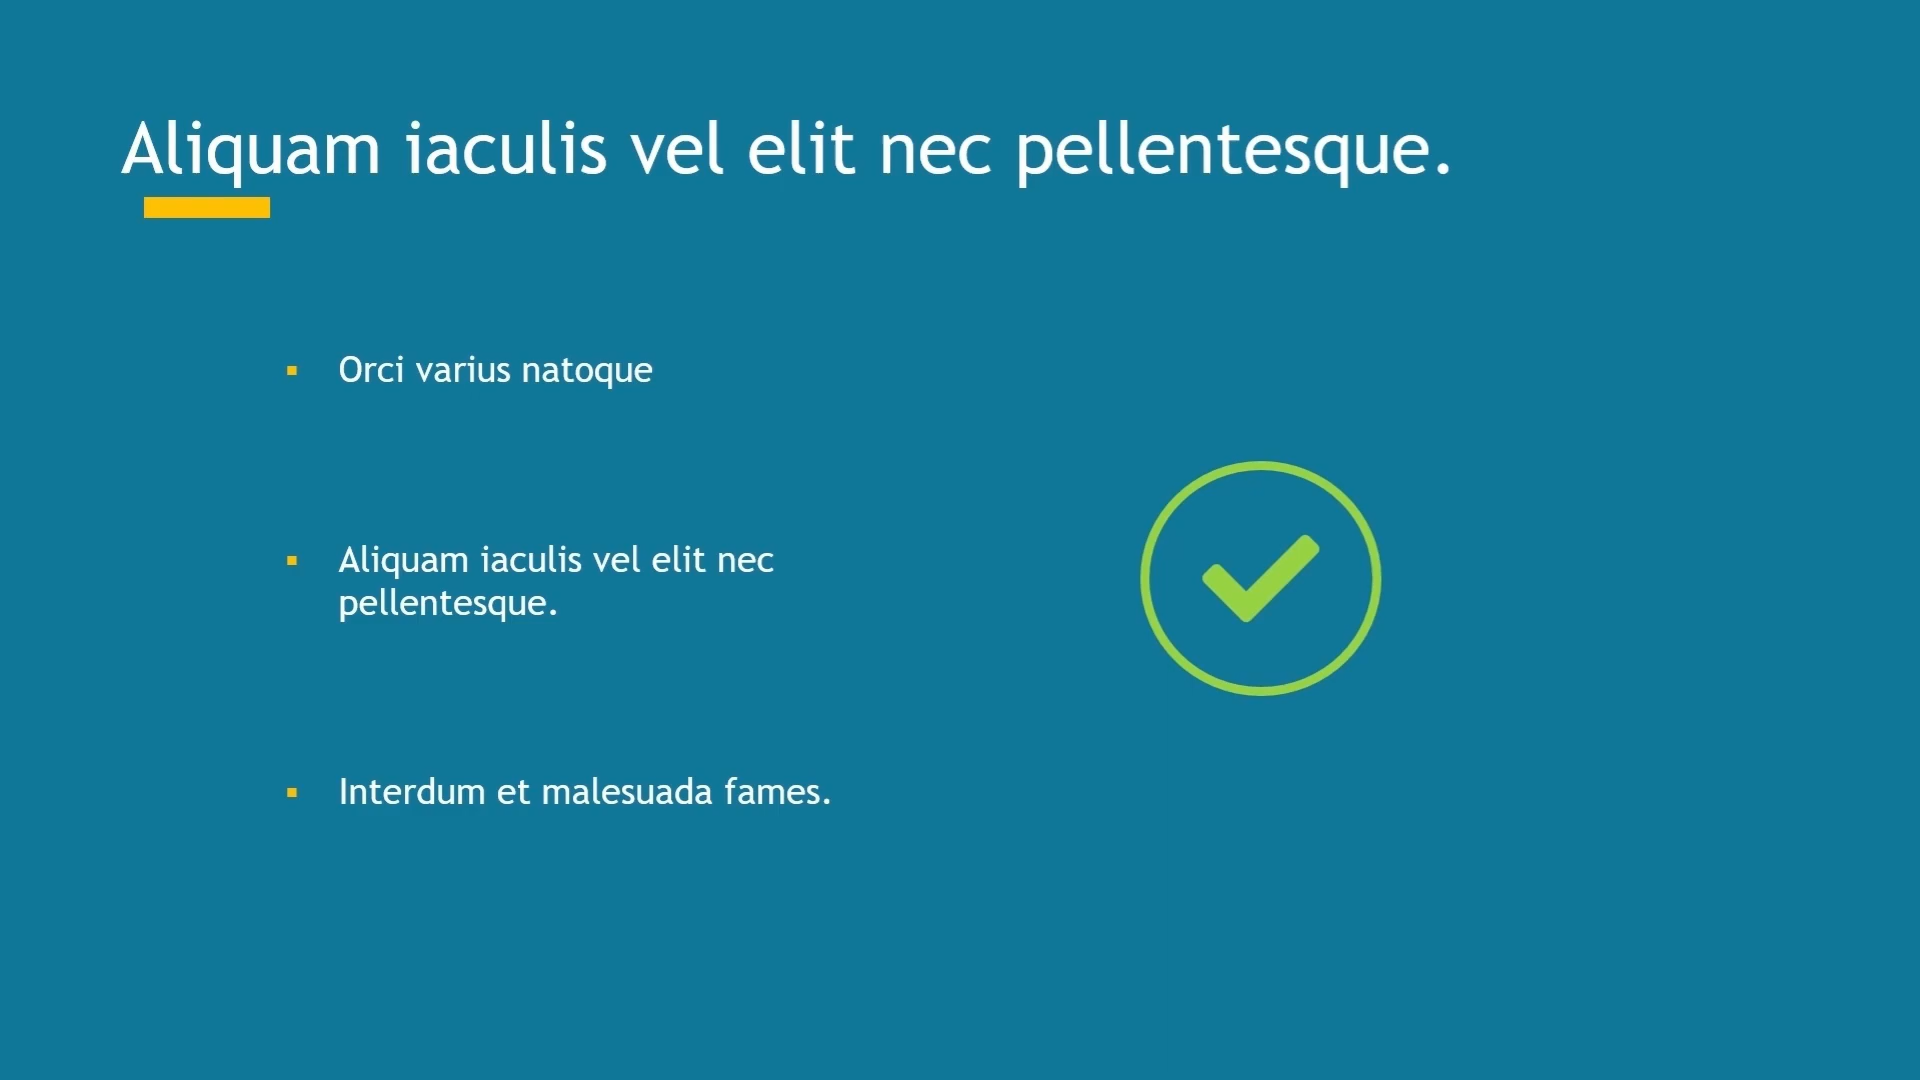 Aliquam iaculis vel elit nec pellentesque.
Orci varius natoque
Aliquam iaculis vel elit nec
pellentesque.
Interdum et malesuada fames.